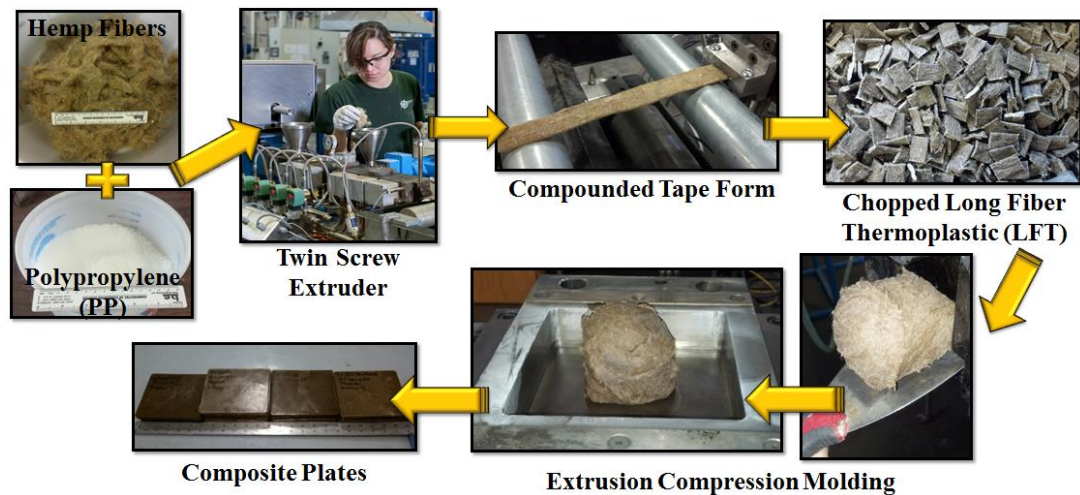 Hemp Fibers
Polypropylene
(PP)
Twin Screw
Extruder
Compounded Tape Form
Chopped Long Fiber
Thermoplastic (LFT)
Extrusion Compression Molding
Composite Plates